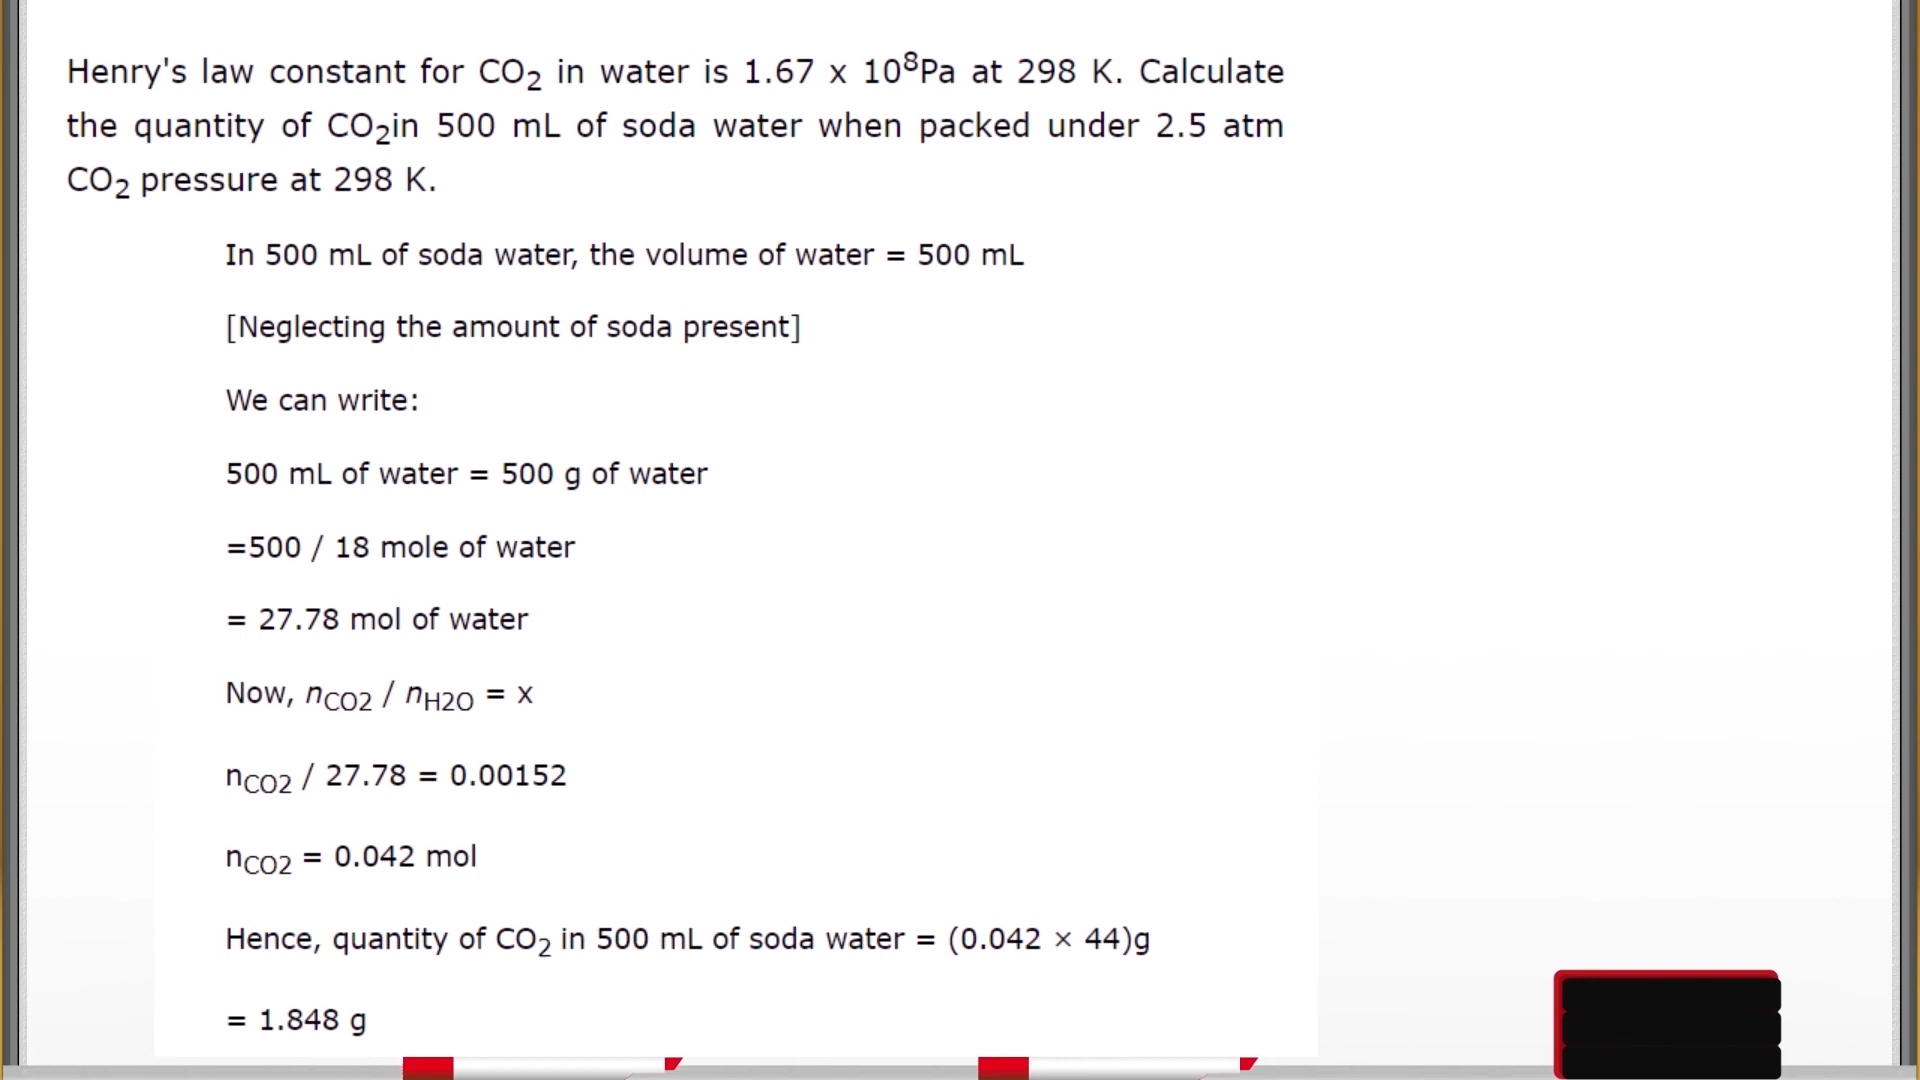 Henry's law constant for CO₂ in water is 1.67 x 10⁸Pa at 298 K. Calculate
the quantity of CO₂in 500 mL of soda water when packed under 2.5 atm
CO₂ pressure at 298 K.
In 500 mL of soda water, the volume of water = 500 mL
[Neglecting the amount of soda present]
We can write:
500 mL of water = 500 g of water
=500 / 18 mole of water
= 27.78 mol of water
Now, nCO2 / nH2O = x
nCO2 / 27.78 = 0.00152
nCO2 = 0.042 mol
Hence, quantity of CO₂ in 500 mL of soda water = (0.042 × 44)g
= 1.848 g